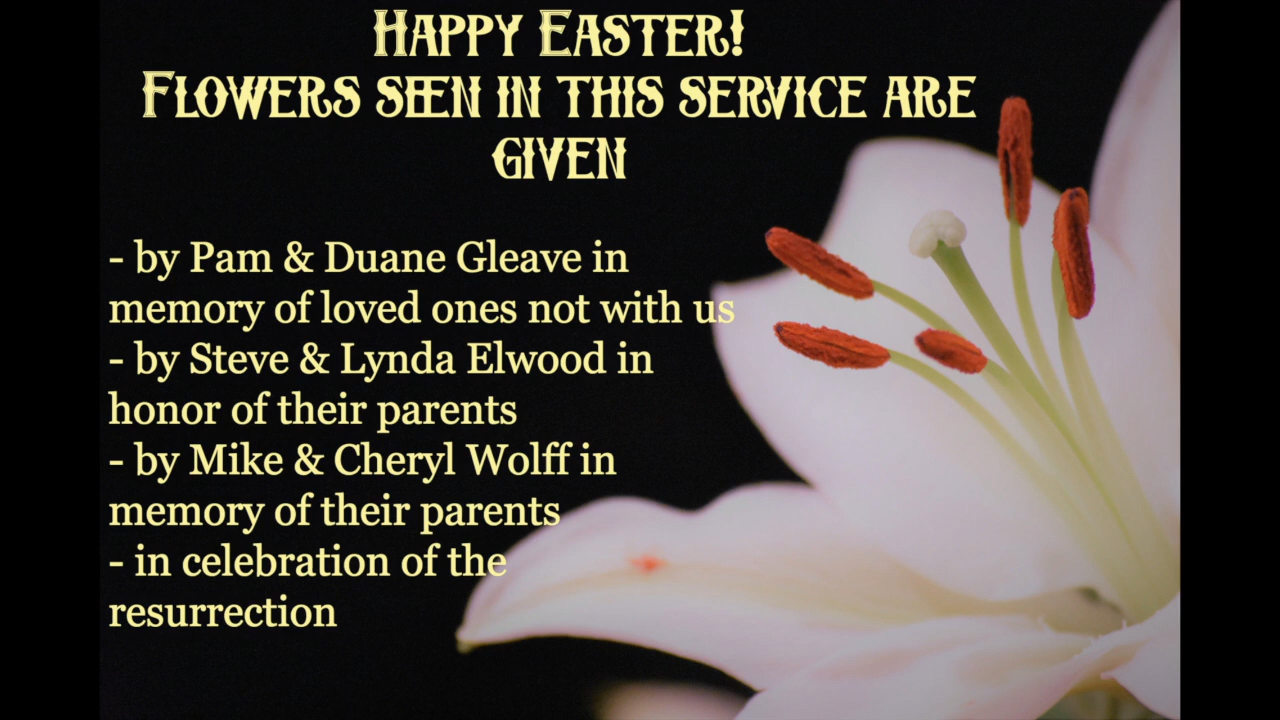 Happy Easter!
Flowers seen in this service are
given
- by Pam & Duane Gleave in
memory of loved ones not with us
- by Steve & Lynda Elwood in
honor of their parents
- by Mike & Cheryl Wolff in
memory of their parents
- in celebration of the
resurrection